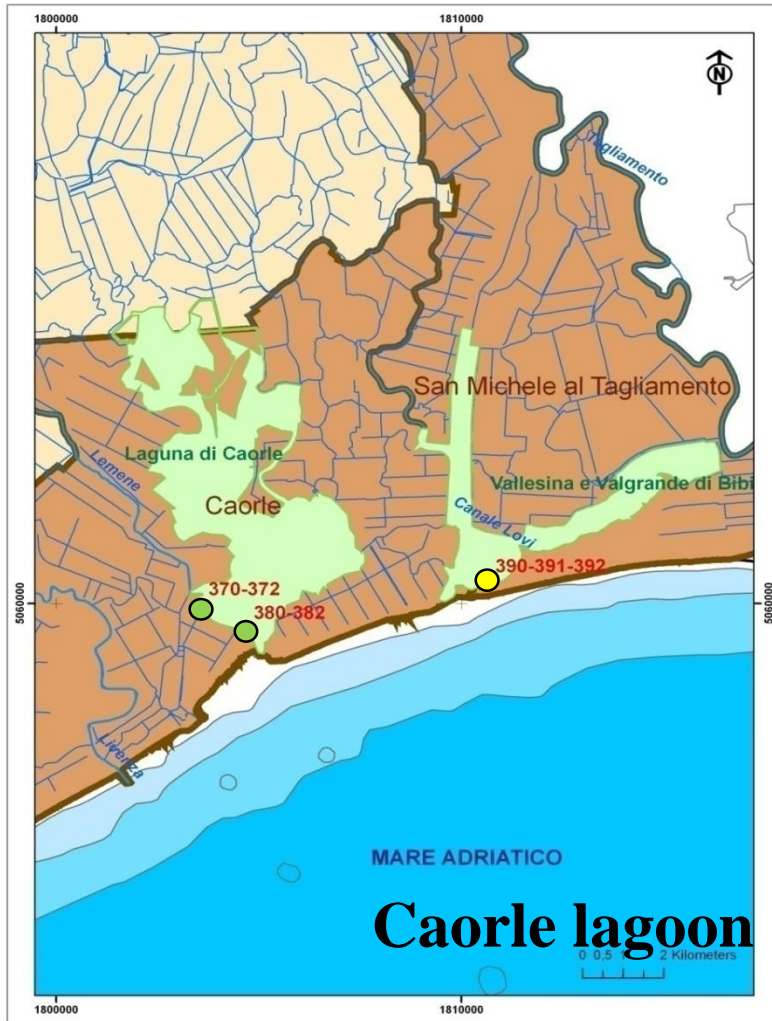 1800000
1810000
N
Tagliamento
San Michele al Tagliamento
Laguna di Caorle
Lemene
Vallesina e Valgrande di Bibi
Caorle
Canale Lovi
390-391-392
370-372
5060000
5060000
380-382
Livenza
MARE ADRIATICO
Caorle lagoon
0 0,5 1 2 Kilometers
1800000
1810000